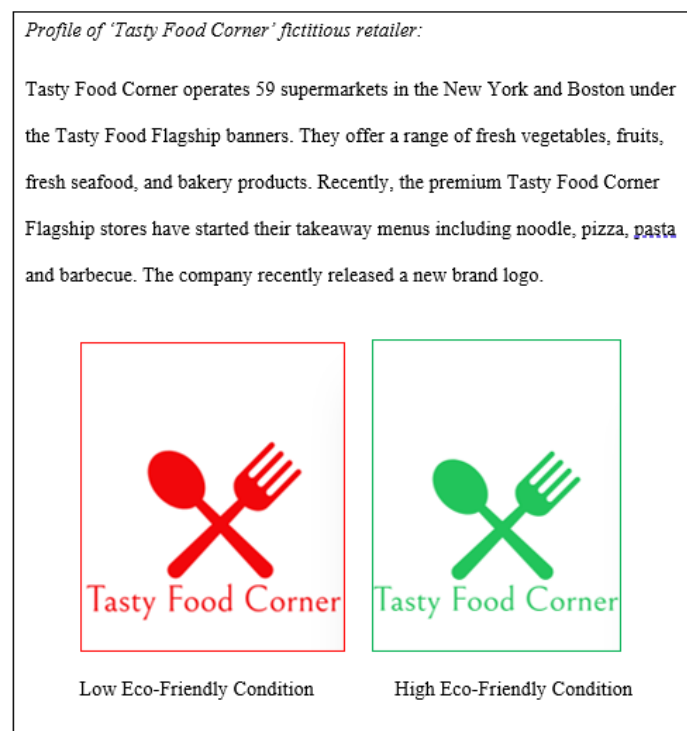 Profile of ‘Tasty Food Corner’ fictitious retailer:
Tasty Food Corner operates 59 supermarkets in the New York and Boston under
the Tasty Food Flagship banners. They offer a range of fresh vegetables, fruits,
fresh seafood, and bakery products. Recently, the premium Tasty Food Corner
Flagship stores have started their takeaway menus including noodle, pizza, pasta
and barbecue. The company recently released a new brand logo.
Tasty Food Corner
Tasty Food Corner
Low Eco-Friendly Condition
High Eco-Friendly Condition